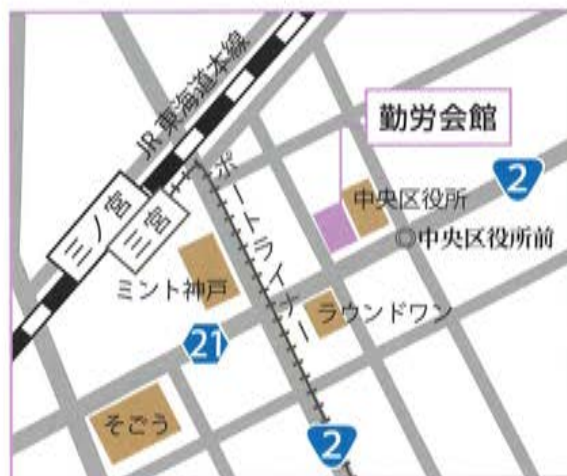 JR 東海道本線
勤労会館
2
ポートライナー
中央区役所
三ノ宮
三宮
◎中央区役所前
ミント神戸
ラウンドワン
21
そごう
2